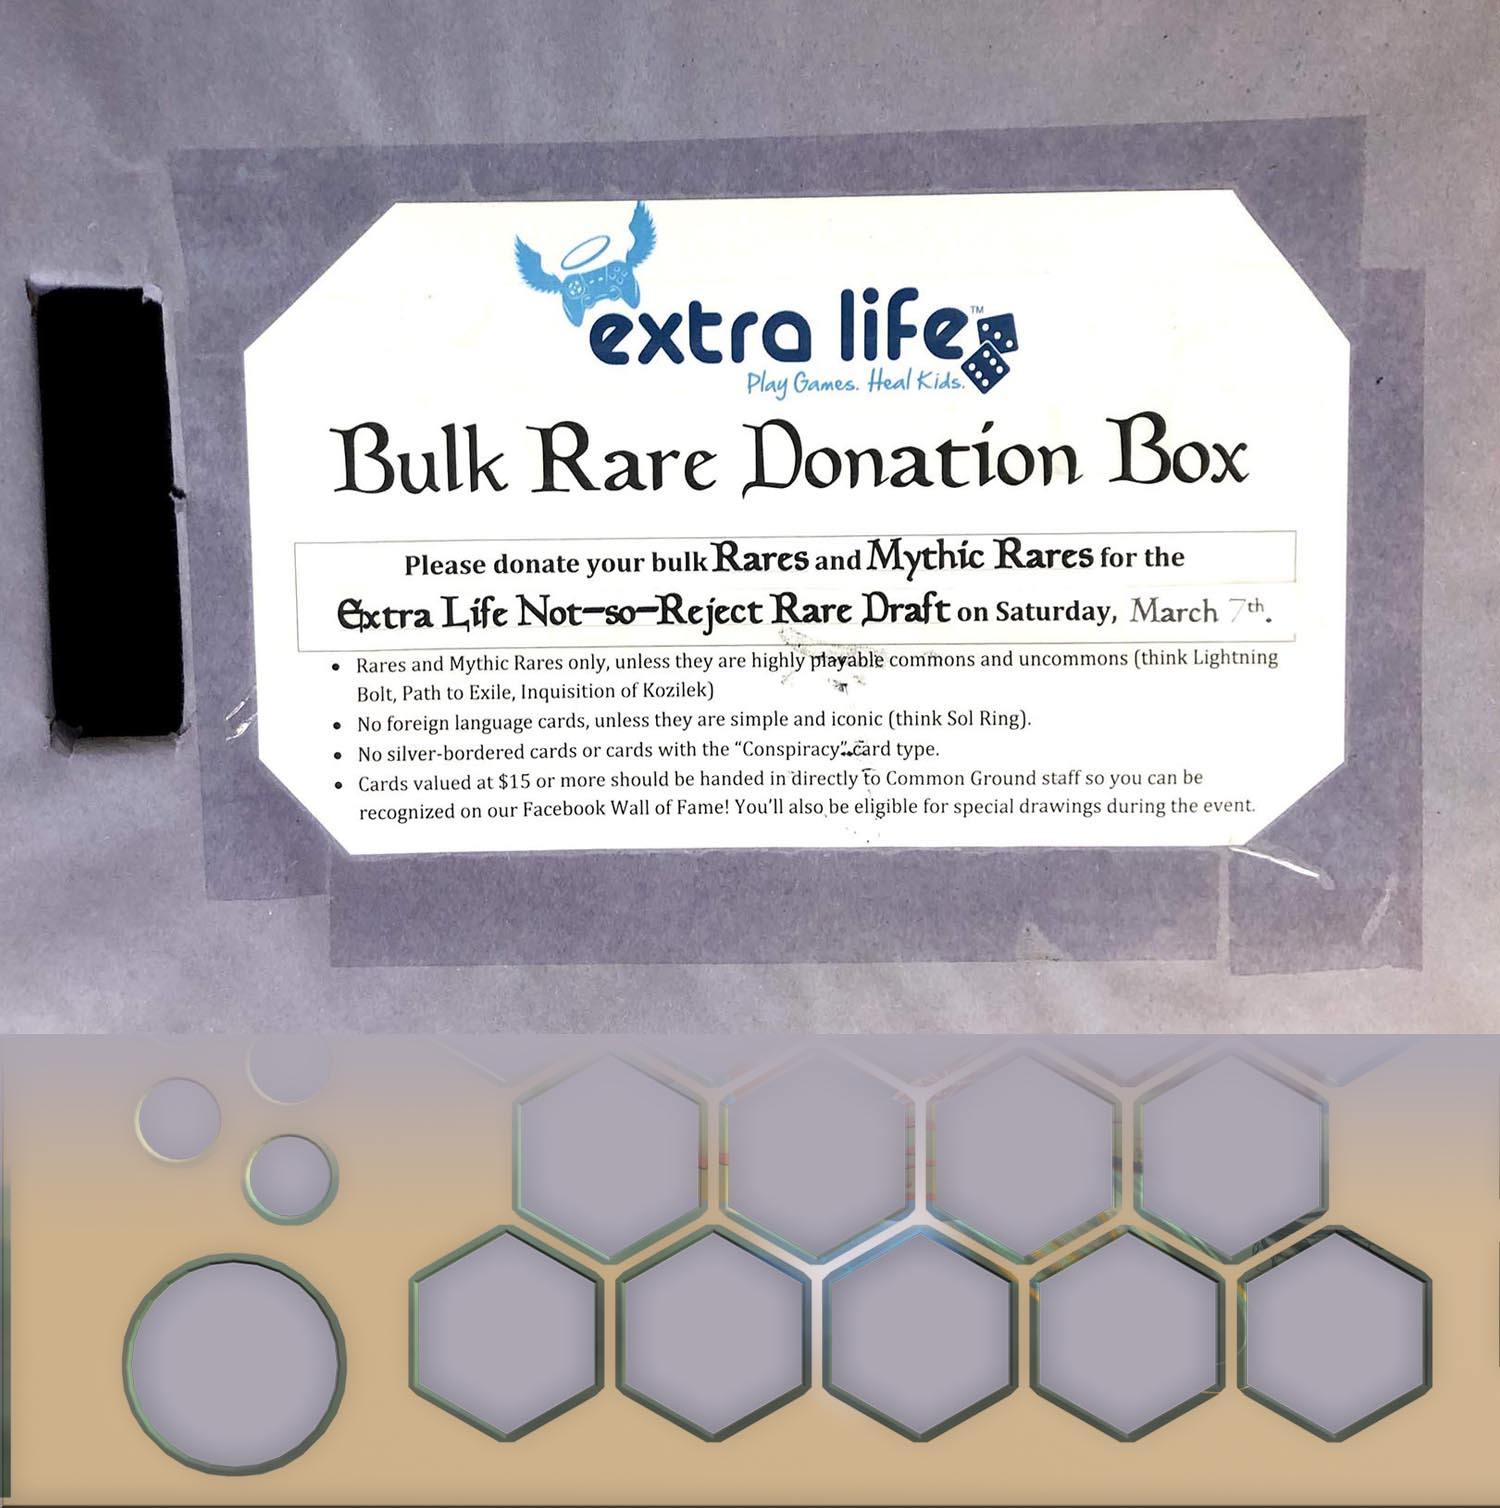 extra life™
Play Games. Heal Kids.
Bulk Rare Donation Box
Please donate your bulk Rares and Mythic Rares for the
Extra Life Not-so-Reject Rare Draft on Saturday, March 7th.
• Rares and Mythic Rares only, unless they are highly playable commons and uncommons (think Lightning
Bolt, Path to Exile, Inquisition of Kozilek)
• No foreign language cards, unless they are simple and iconic (think Sol Ring).
• No silver-bordered cards or cards with the “Conspiracy” card type.
• Cards valued at $15 or more should be handed in directly to Common Ground staff so you can be
recognized on our Facebook Wall of Fame! You’ll also be eligible for special drawings during the event.